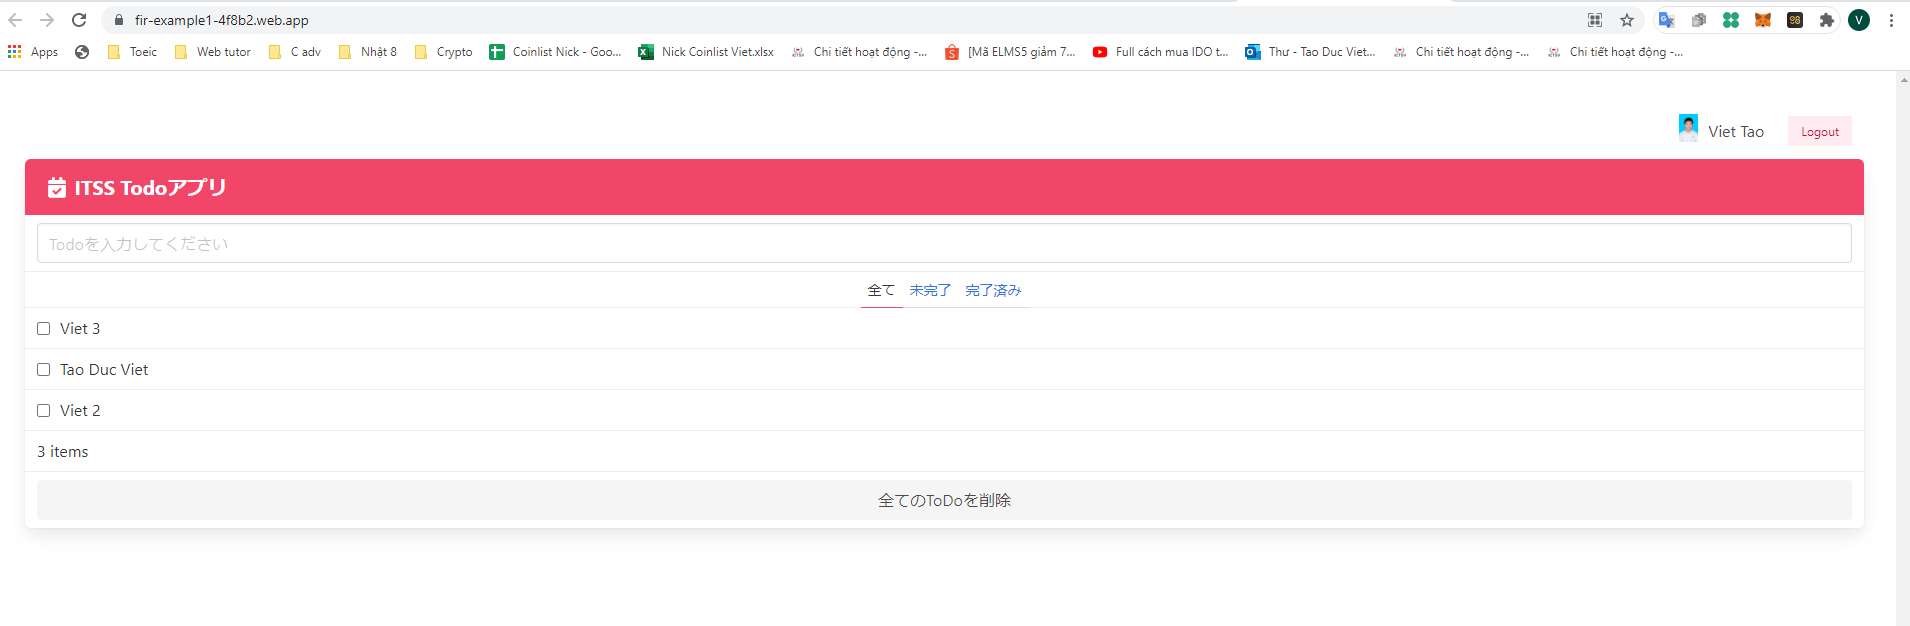 fir-example1-4f8b2.web.app
98
V
Apps Toeic Web tutor C adv Nhật 8 Crypto Coinlist Nick - Goo... Nick Coinlist Viet.xlsx Chi tiết hoạt động -... [Mã ELMS5 giảm 7... Full cách mua IDO t... Thư - Tao Duc Viet... Chi tiết hoạt động -... Chi tiết hoạt động -...
Viet Tao Logout
ITSS Todoアプリ
Todoを入力してください
全て 未完了 完了済み
Viet 3
Tao Duc Viet
Viet 2
3 items
全てのToDoを削除